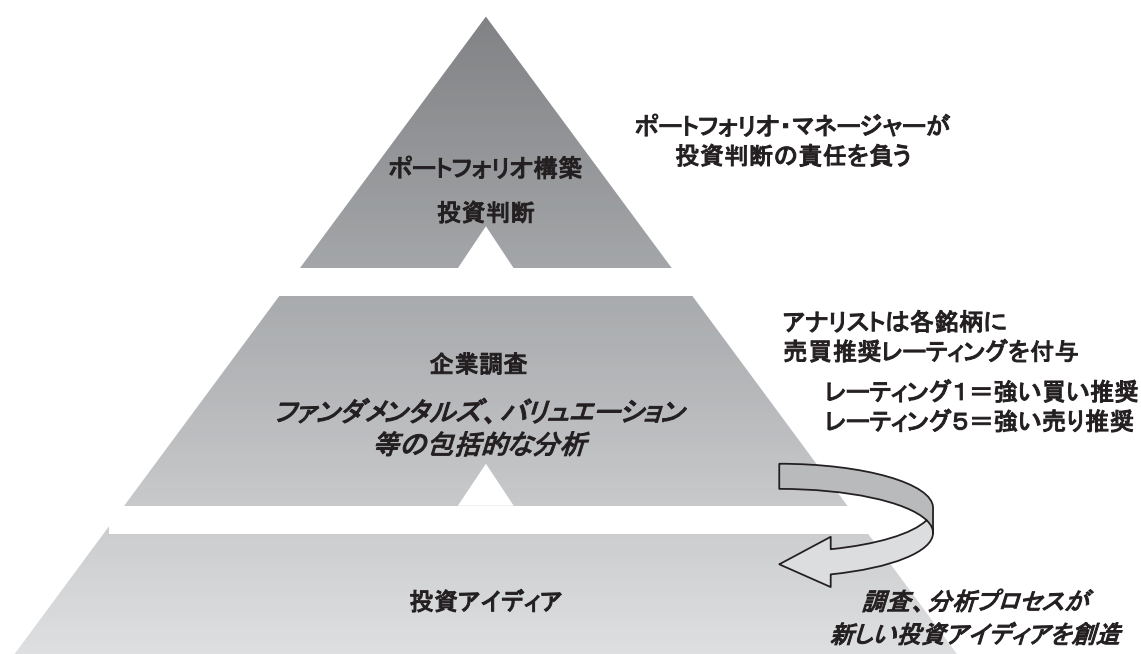 ポートフォリオ・マネージャーが
投資判断の責任を負う
ポートフォリオ構築
投資判断
アナリストは各銘柄に
売買推奨レーティングを付与
レーティング1=強い買い推奨
レーティング5=強い売り推奨
企業調査
ファンダメンタルズ、バリュエーション
等の包括的な分析
投資アイディア
調査、分析プロセスが
新しい投資アイディアを創造